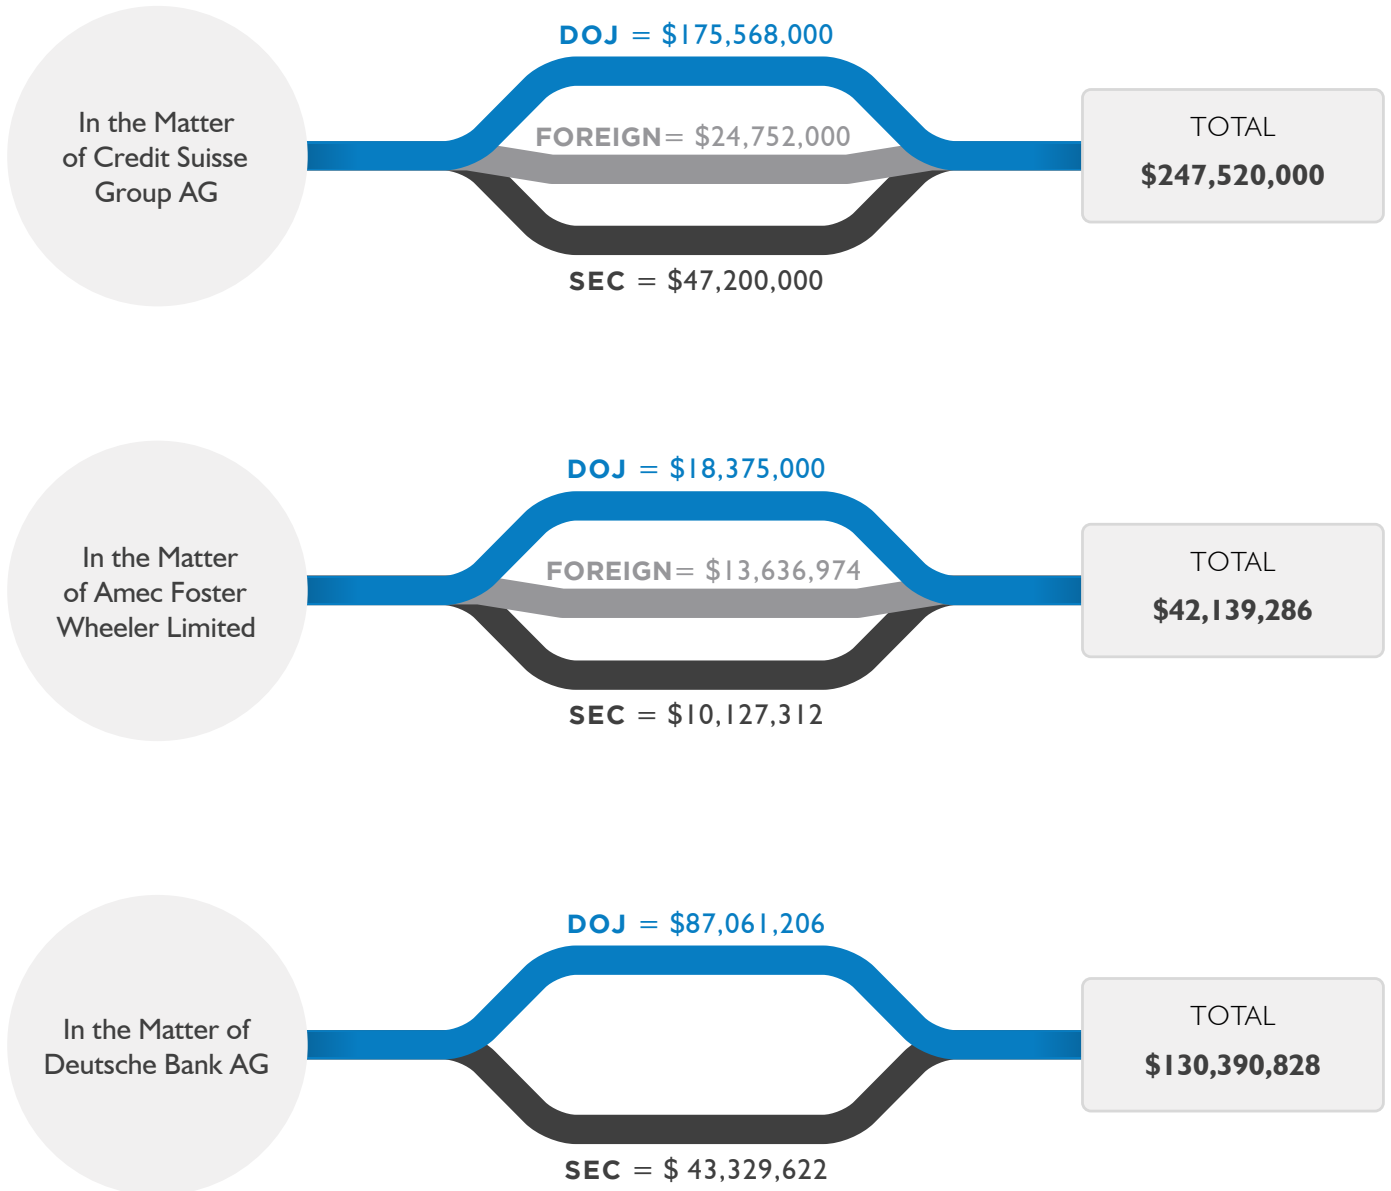 DOJ = $175,568,000
In the Matter
of Credit Suisse
Group AG
FOREIGN= $24,752,000
SEC = $47,200,000
TOTAL
$247,520,000
DOJ = $18,375,000
In the Matter
of Amec Foster
Wheeler Limited
FOREIGN= $13,636,974
SEC = $10,127,312
TOTAL
$42,139,286
DOJ = $87,061,206
In the Matter of
Deutsche Bank AG
SEC = $ 43,329,622
TOTAL
$130,390,828